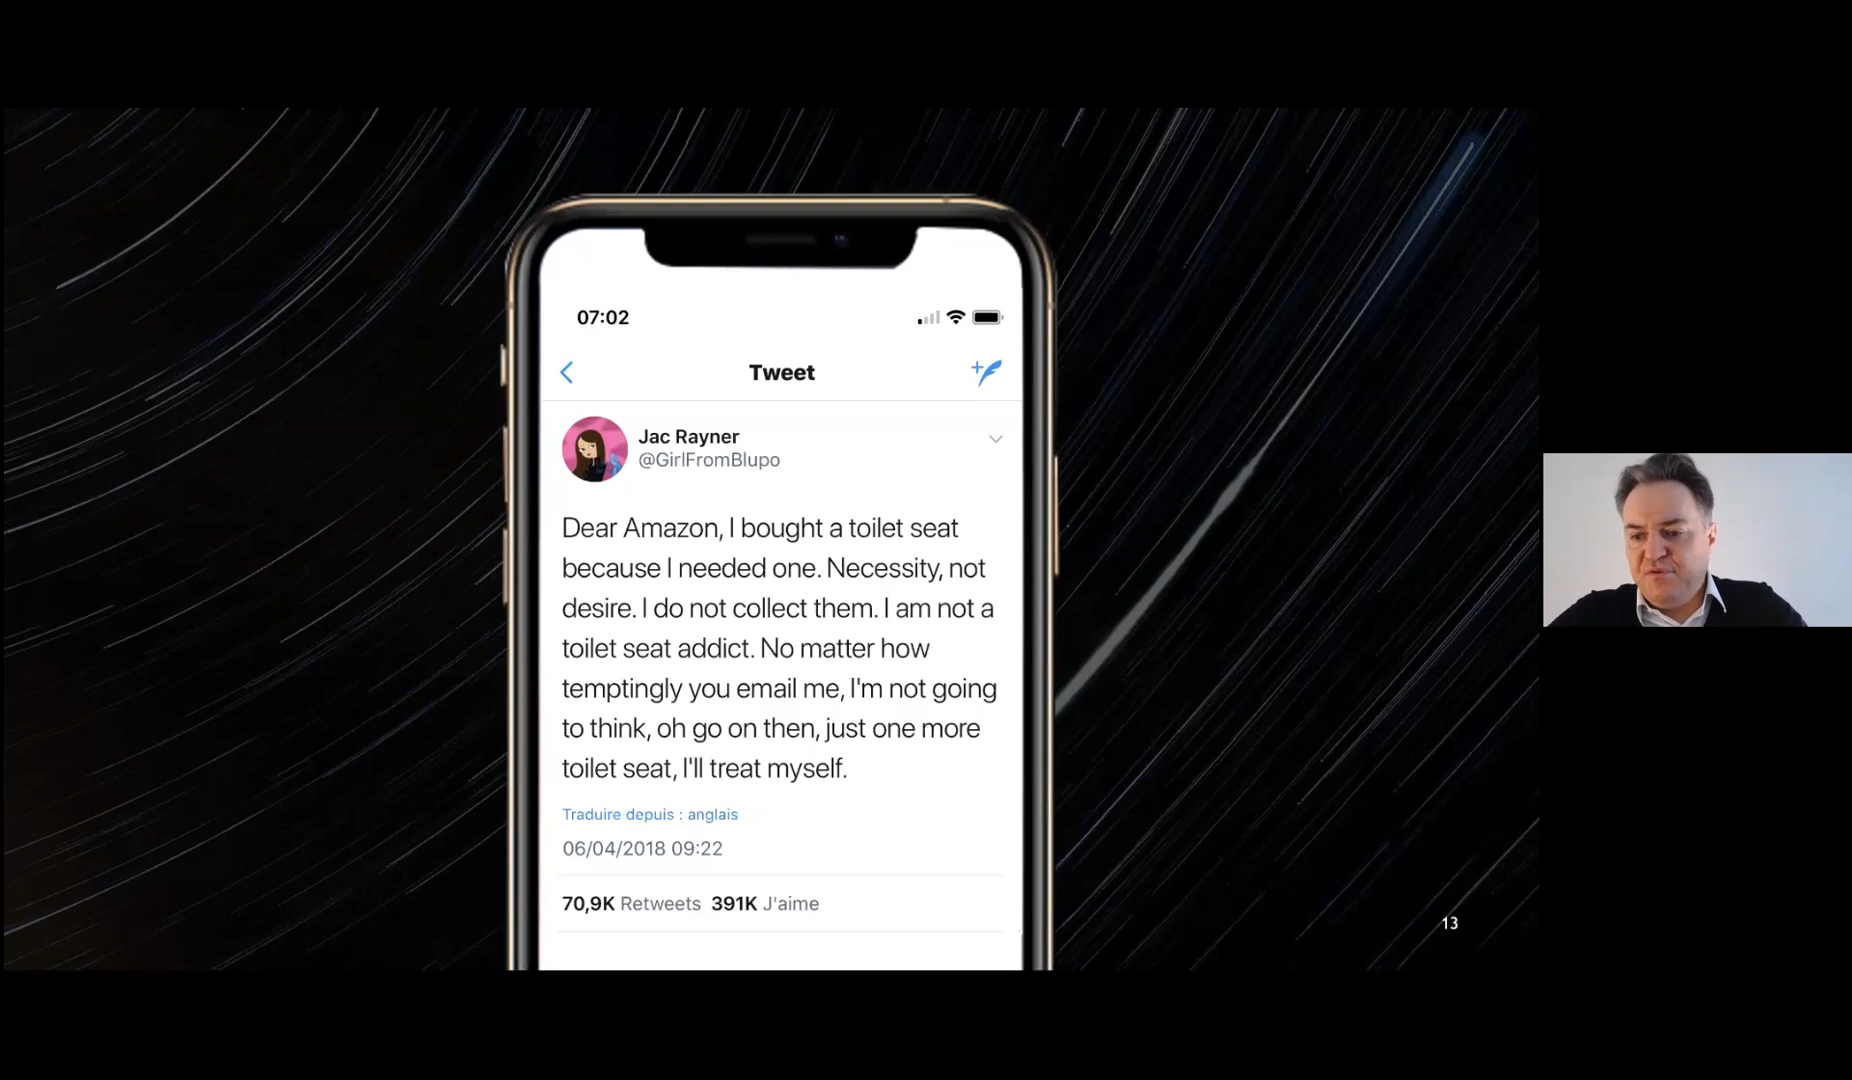 07:02
Tweet
Jac Rayner
@GirlFromBlupo
Dear Amazon, I bought a toilet seat
because I needed one. Necessity, not
desire. I do not collect them. I am not a
toilet seat addict. No matter how
temptingly you email me, I'm not going
to think, oh go on then, just one more
toilet seat, I'll treat myself.
Traduire depuis : anglais
06/04/2018 09:22
70,9K Retweets 391K J'aime
13